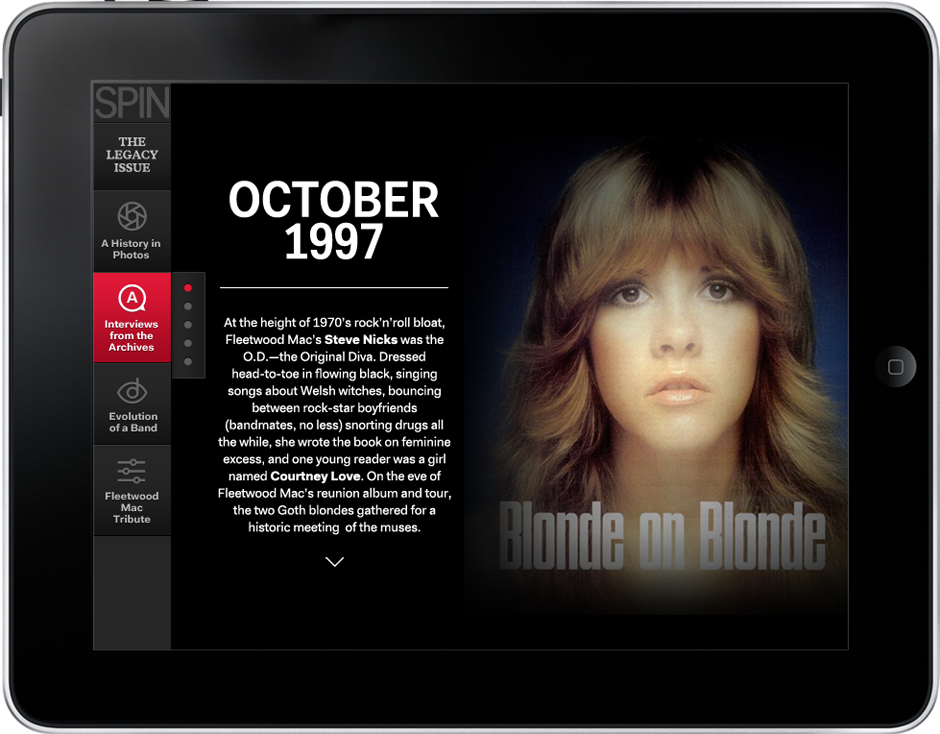 SPIN
THE
LEGACY
ISSUE
A History in
Photos
A
Interviews
from the
Archives
Evolution
of a Band
Fleetwood
Mac
Tribute
OCTOBER
1997
At the height of 1970's rock'n'roll bloat,
Fleetwood Mac's Steve Nicks was the
O.D.—the Original Diva. Dressed
head-to-toe in flowing black, singing
songs about Welsh witches, bouncing
between rock-star boyfriends
(bandmates, no less) snorting drugs all
the while, she wrote the book on feminine
excess, and one young reader was a girl
named Courtney Love. On the eve of
Fleetwood Mac's reunion album and tour,
the two Goth blondes gathered for a
historic meeting of the muses.
Blonde on Blonde